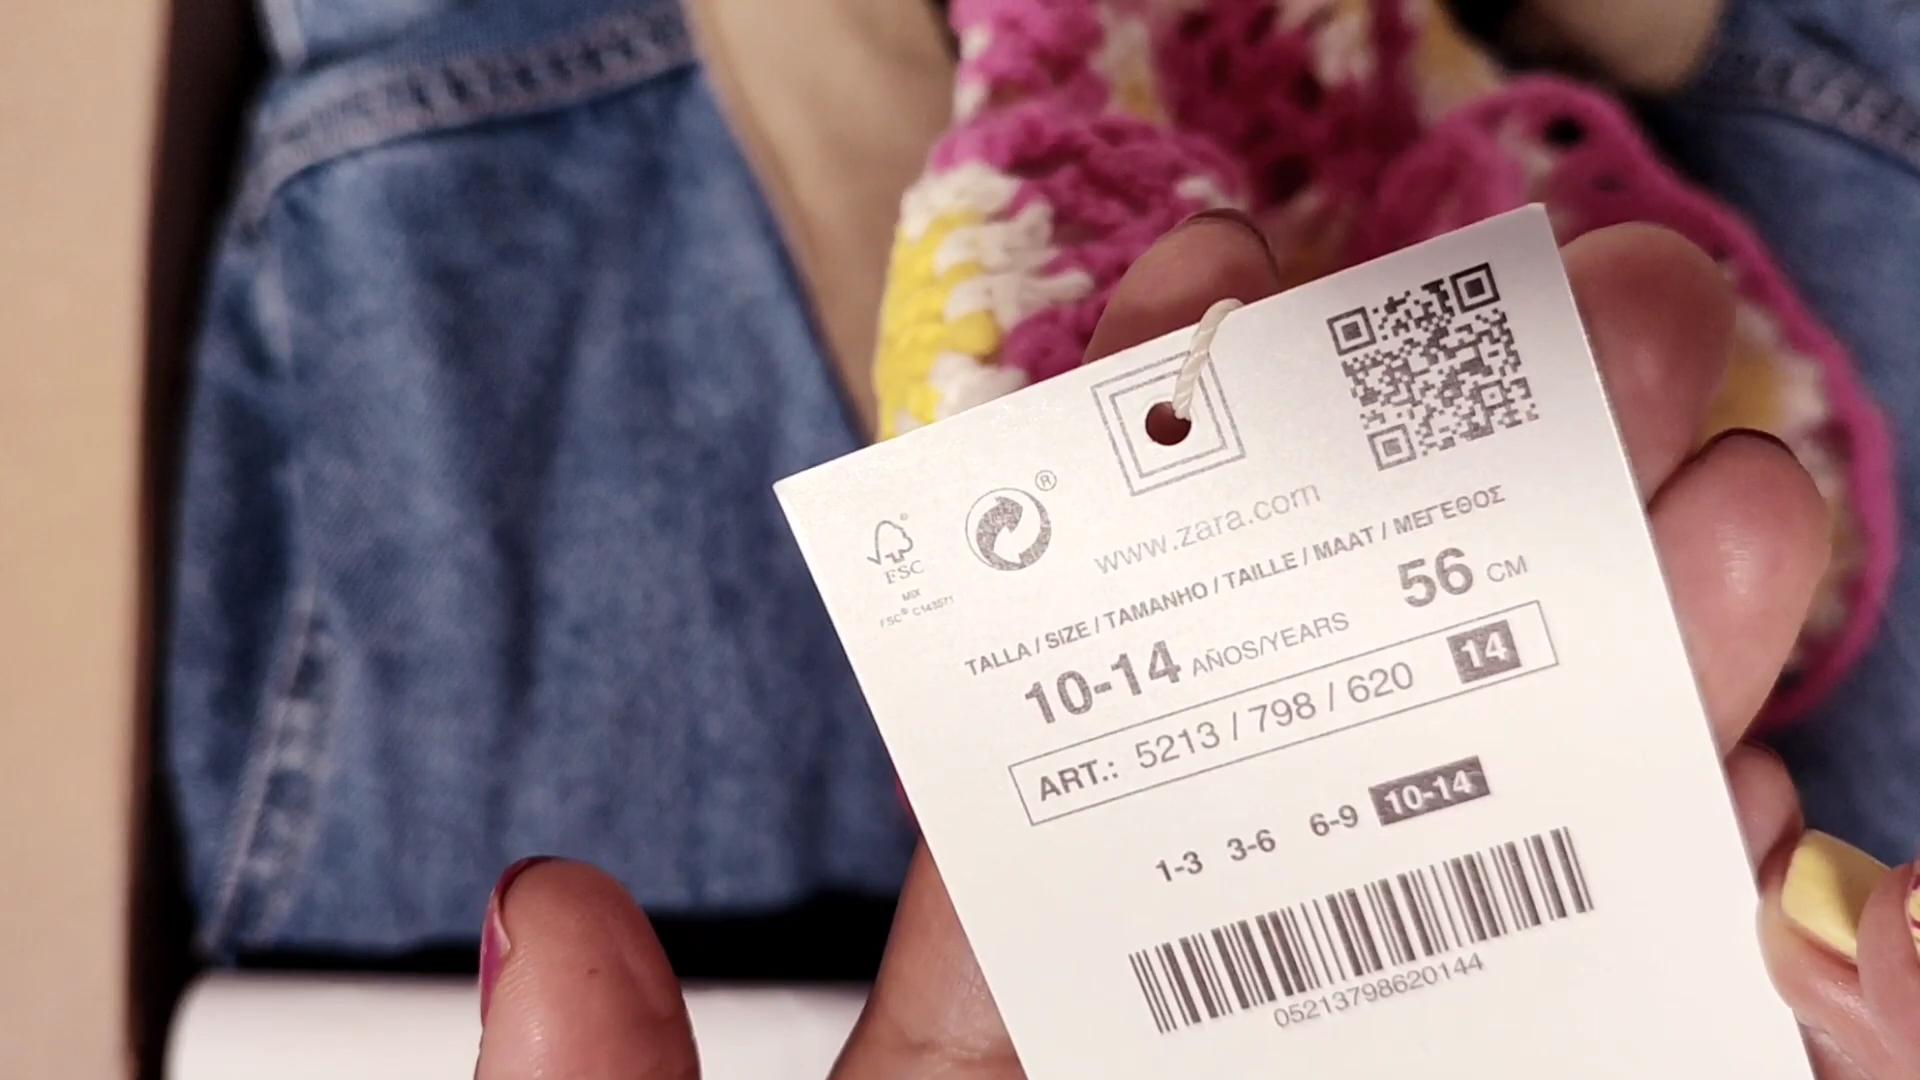 FSC®
MIX
FSC® C143571
®
www.zara.com
TALLA / SIZE / TAMANHO / TAILLE / MAAT / ΜΕΓΕΘΟΣ
10-14 AÑOS/YEARS 56 CM
ART.: 5213 / 798 / 620 14
1-3 3-6 6-9 10-14
05213798620144